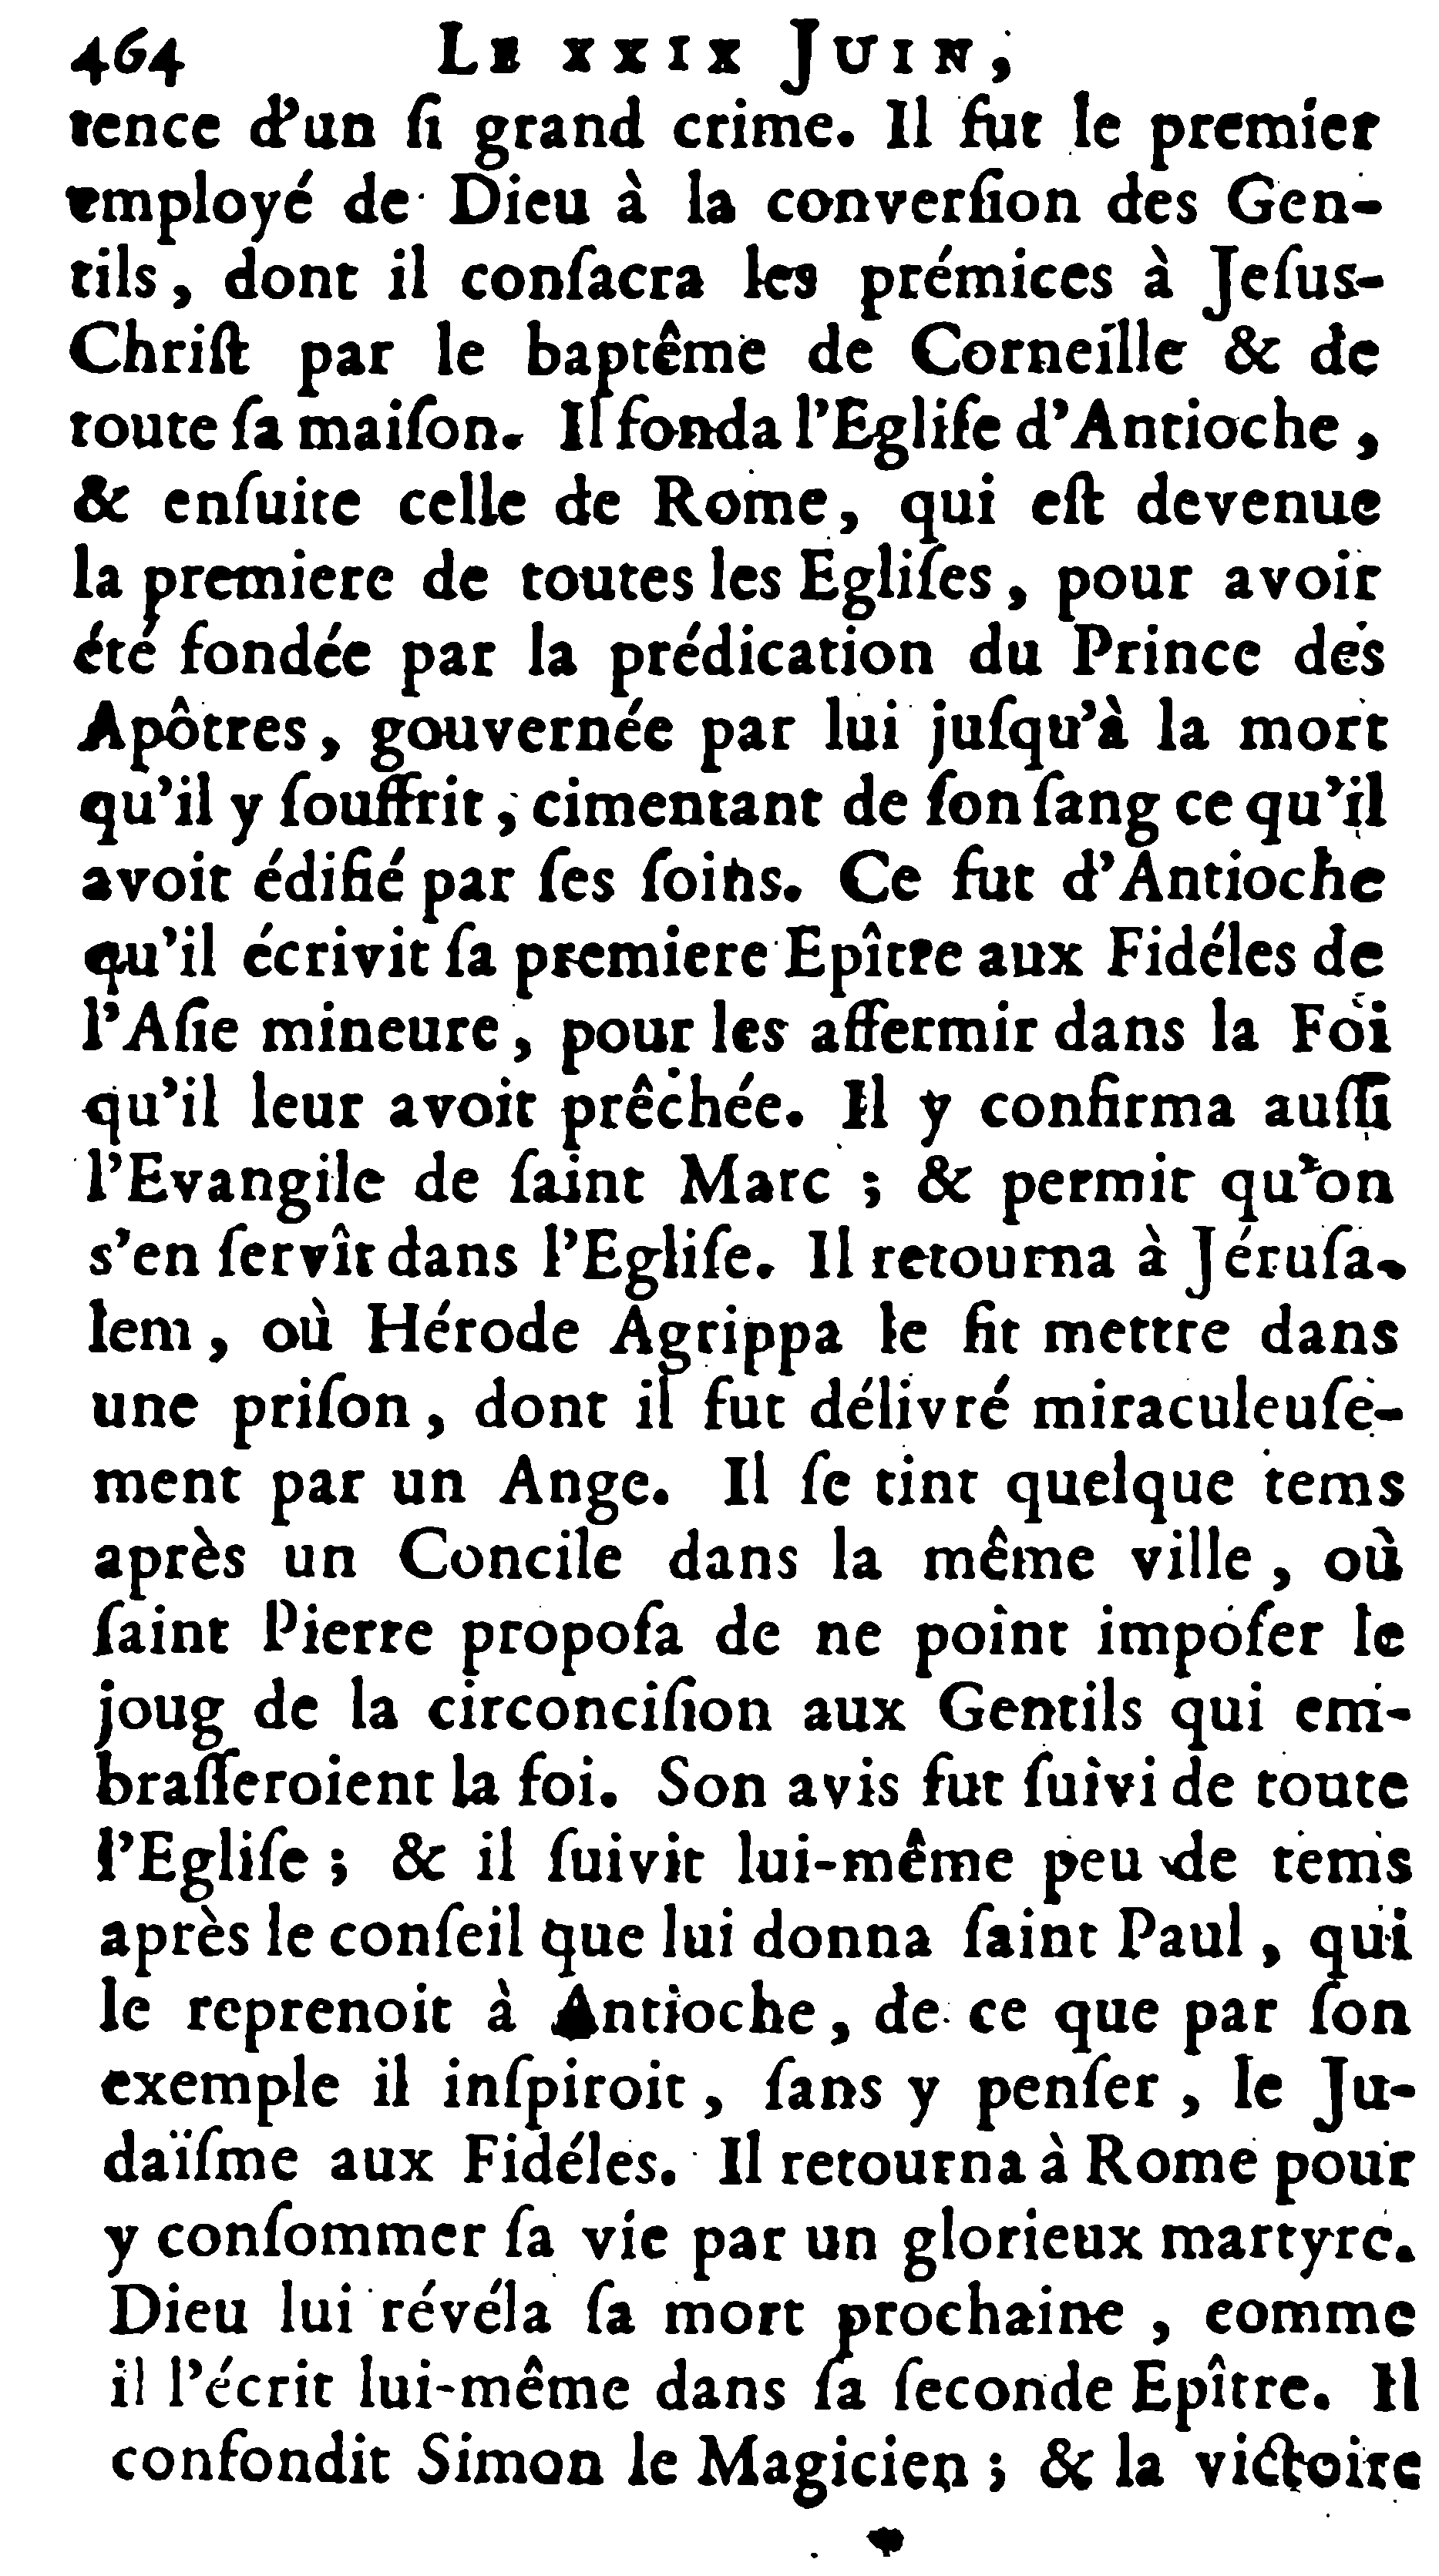 464 LE XXIX JUIN,
tence d'un ſi grand crime. Il fut le premier
employé de Dieu à la converſion des Gen-
tils, dont il conſacra les prémices à Jeſus-
Chriſt par le baptême de Corneille & de
toute ſa maiſon. Il fonda l'Egliſe d'Antioche,
& enſuite celle de Rome, qui eſt devenue
la premiere de toutes les Egliſes, pour avoir
été fondée par la prédication du Prince des
Apôtres, gouvernée par lui juſqu'à la mort
qu'il y ſouffrit, cimentant de ſon ſang ce qu'il
avoit édifié par ſes ſoins. Ce fut d'Antioche
qu'il écrivit ſa premiere Epître aux Fidéles de
l'Aſie mineure, pour les affermir dans la Foi
qu'il leur avoit prêchée. Il y confirma auſſi
l'Evangile de ſaint Marc ; & permit qu'on
s'en ſervît dans l'Egliſe. Il retourna à Jéruſa-
lem, où Hérode Agrippa le fit mettre dans
une priſon, dont il fut délivré miraculeuſe-
ment par un Ange. Il ſe tint quelque tems
après un Concile dans la même ville, où
ſaint Pierre propoſa de ne point impoſer le
joug de la circonciſion aux Gentils qui em-
braſſeroient la foi. Son avis fut ſuivi de toute
l'Egliſe ; & il ſuivit lui-même peu de tems
après le conſeil que lui donna ſaint Paul, qui
le reprenoit à Antioche, de ce que par ſon
exemple il inſpiroit, ſans y penſer, le Ju-
daïſme aux Fidéles. Il retourna à Rome pour
y conſommer ſa vie par un glorieux martyre.
Dieu lui révéla ſa mort prochaine, comme
il l'écrit lui-même dans ſa ſeconde Epître. Il
confondit Simon le Magicien ; & la victoire